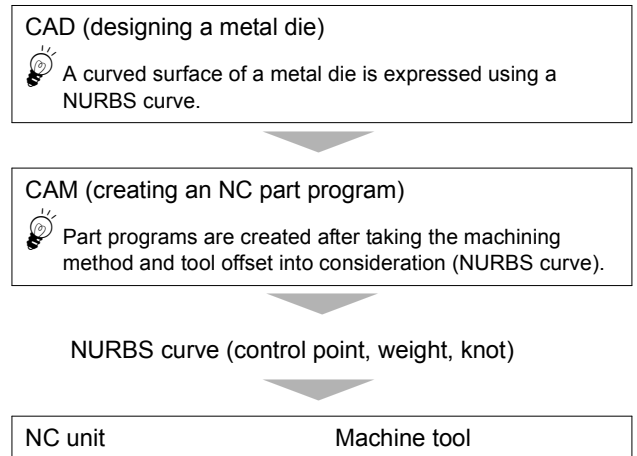 CAD (designing a metal die)
A curved surface of a metal die is expressed using a
NURBS curve.
CAM (creating an NC part program)
Part programs are created after taking the machining
method and tool offset into consideration (NURBS curve).
NURBS curve (control point, weight, knot)
NC unit Machine tool